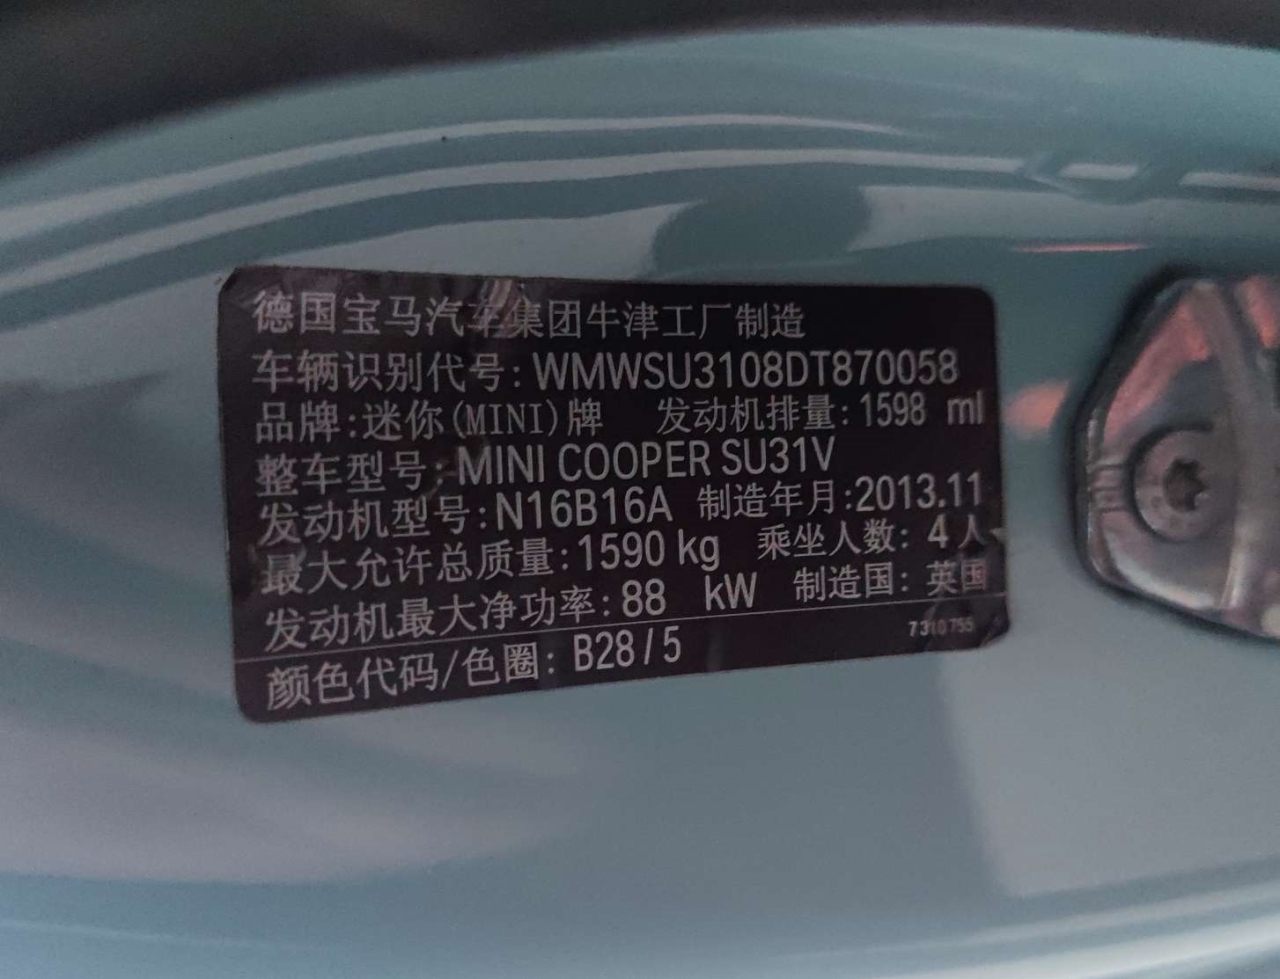 德国宝马汽车集团牛津工厂制造
车辆识别代号:WMWSU3108DT870058
品牌:迷你(MINI)牌 发动机排量:1598 ml
整车型号:MINI COOPER SU31V
发动机型号:N16B16A 制造年月:2013.11
最大允许总质量:1590 kg 乘坐人数: 4 人
发动机最大净功率:88 kW 制造国:英国
7310755
颜色代码/色圈: B28/5